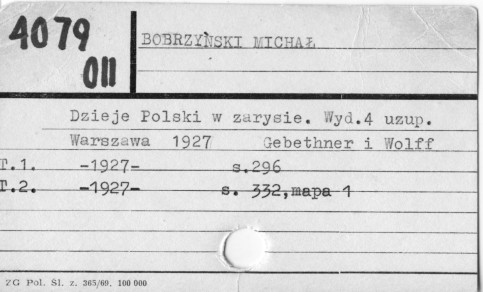 4079
011
BOBRZYŃSKI MICHAŁ
Dzieje Polski w zarysie. Wyd.4 uzup.
Warszawa 1927 Gebethner i Wolff
T.1. -1927- s.296
T.2. -1927- s. 332,mapa 1
ZG Pol. Śl. z. 365/69. 100 000